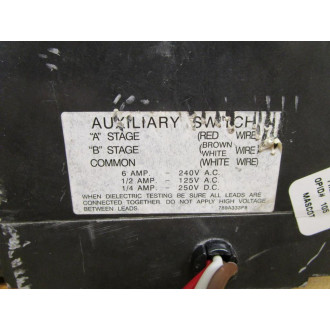 AUXILIARY SWITCH
"A" STAGE (RED WIRE)
"B" STAGE (BROWN WHITE WIRE)
COMMON (WHITE WIRE)
6 AMP. - 240V A.C.
1/2 AMP. - 125V A.C.
1/4 AMP. - 250V D.C.
WHEN DIELECTRIC TESTING BE SURE ALL LEADS ARE
CONNECTED TOGETHER. DO NOT APPLY HIGH VOLTAGE
BETWEEN LEADS.
MASC07